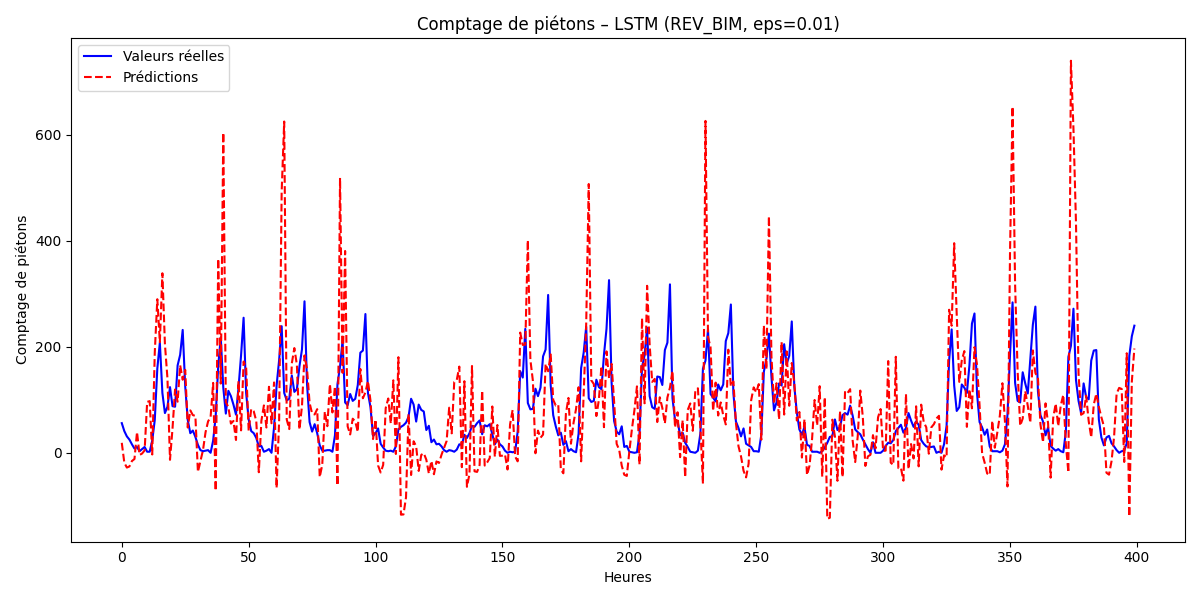 Comptage de piétons – LSTM (REV_BIM, eps=0.01)
Valeurs réelles
Prédictions
Comptage de piétons
600
400
200
0
0 50 100 150 200 250 300 350 400
Heures